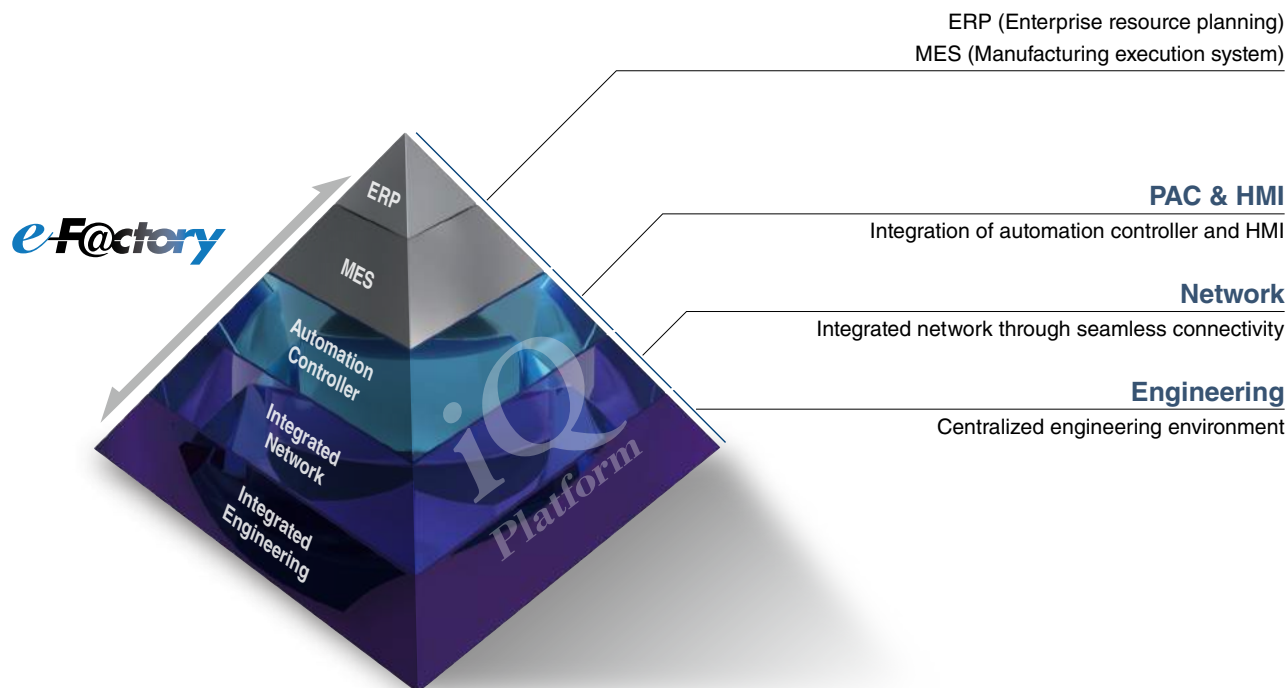 ERP (Enterprise resource planning)
MES (Manufacturing execution system)
PAC & HMI
Integration of automation controller and HMI
Network
Integrated network through seamless connectivity
Engineering
Centralized engineering environment
e-F@ctory
ERP
MES
Automation
Controller
Integrated
Network
Integrated
Engineering
iQ
Platform